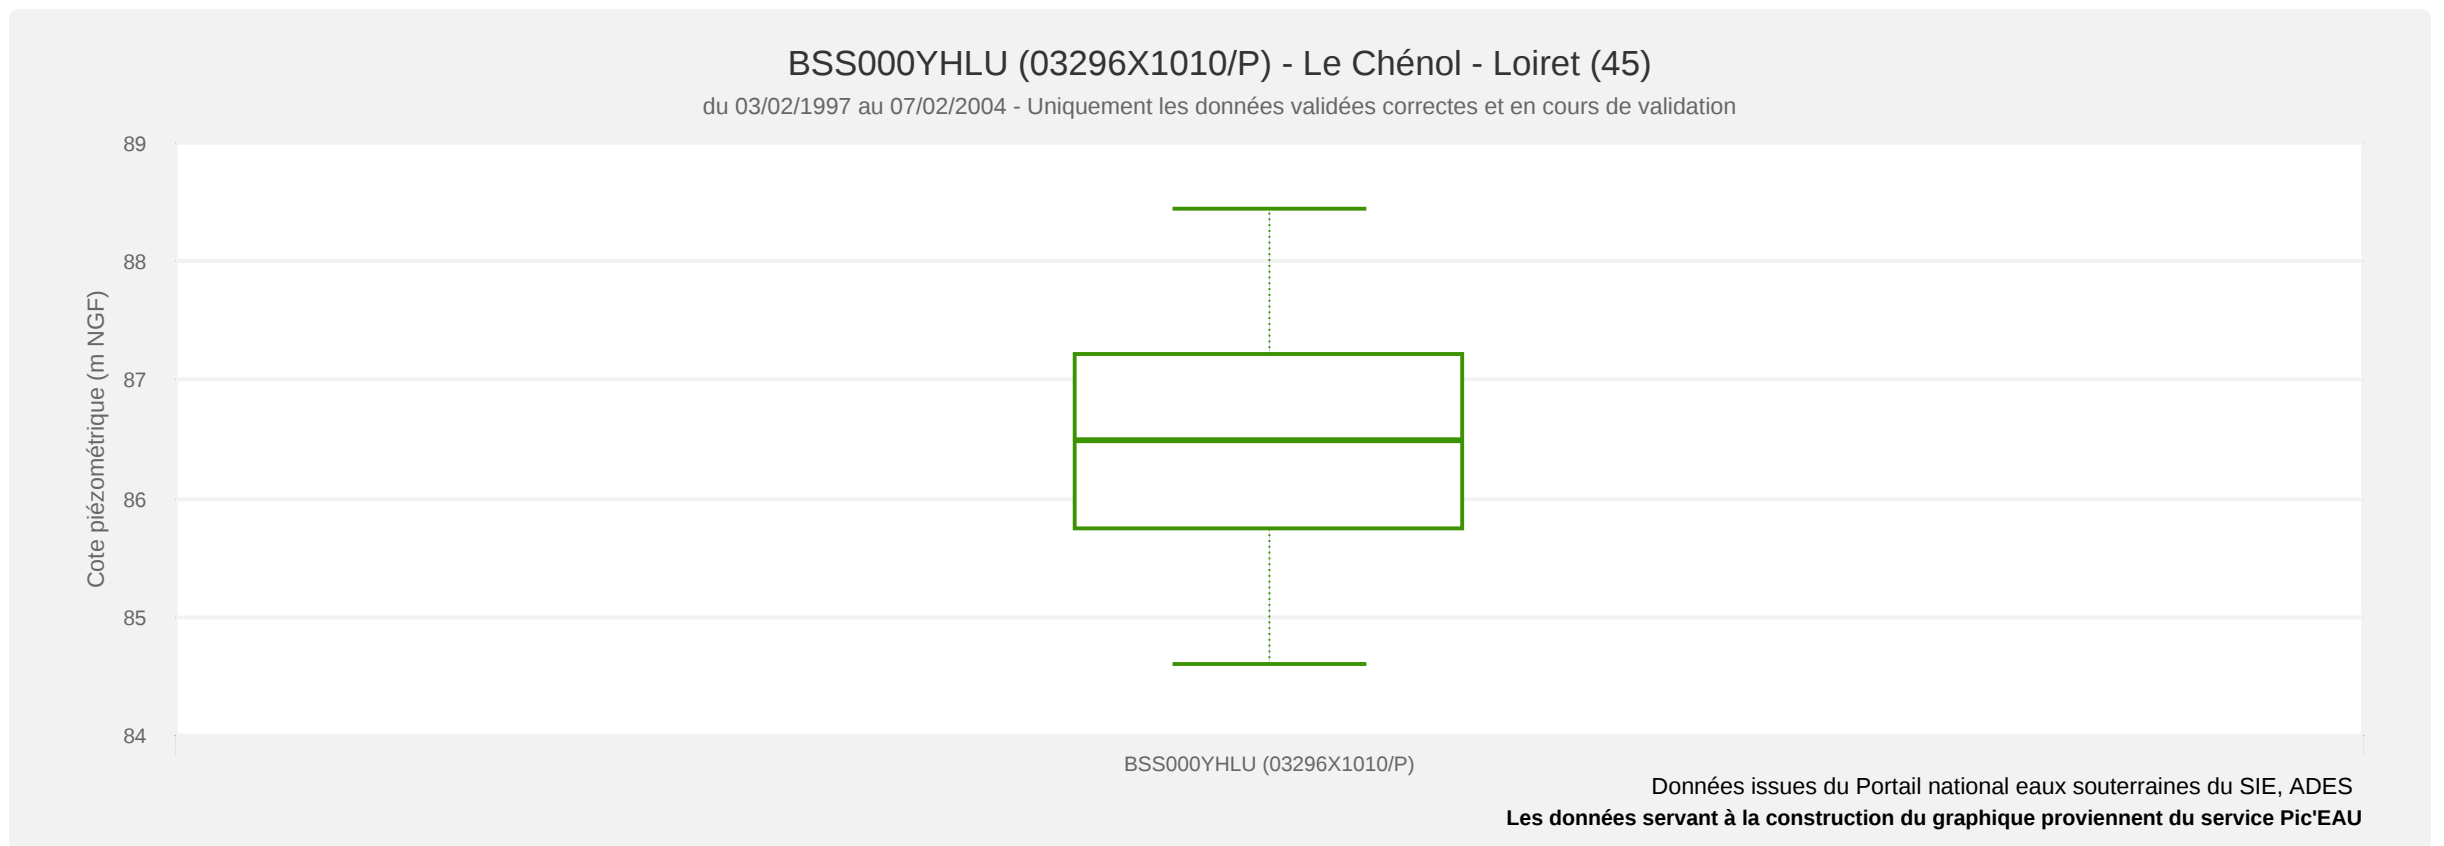 BSS000YHLU (03296X1010/P) - Le Chénol - Loiret (45)
du 03/02/1997 au 07/02/2004 - Uniquement les données validées correctes et en cours de validation
Cote piézométrique (m NGF)
89
88
87
86
85
84
BSS000YHLU (03296X1010/P)
Données issues du Portail national eaux souterraines du SIE, ADES
Les données servant à la construction du graphique proviennent du service Pic'EAU